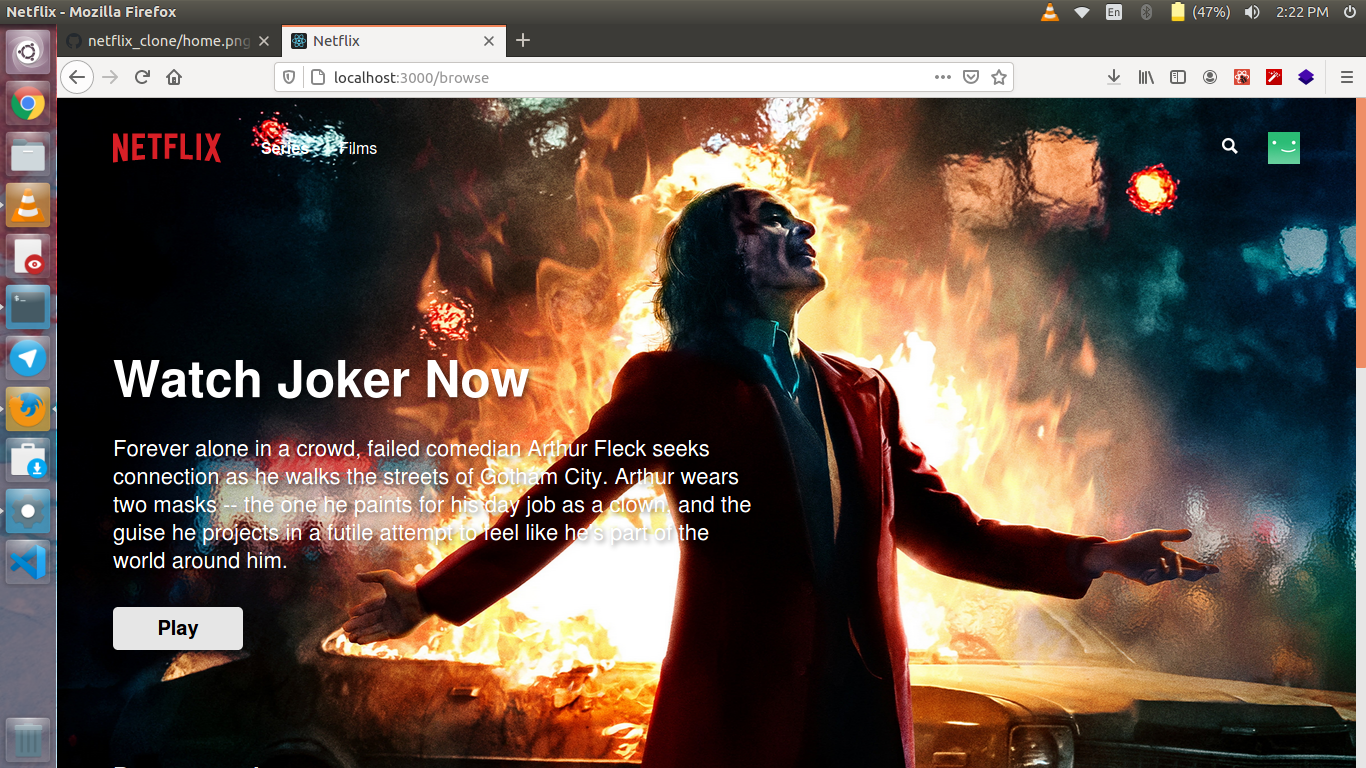 Netflix - Mozilla Firefox
En
(47%)
2:22 PM
netflix_clone/home.png
Netflix
localhost:3000/browse
NETFLIX
Series
Films
Watch Joker Now
Forever alone in a crowd, failed comedian Arthur Fleck seeks
connection as he walks the streets of Gotham City. Arthur wears
two masks -- the one he paints for his day job as a clown, and the
guise he projects in a futile attempt to feel like he's part of the
world around him.
Play